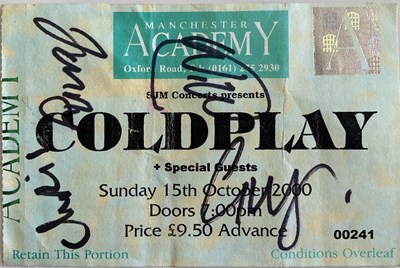 MANCHESTER
ACADEMY
Oxford Road, Tel: (0161) 275 2930
SJM Concerts presents
COLDPLAY
+ Special Guests
Sunday 15th October 2000
Doors 7:00pm
Price £9.50 Advance
00241
Retain This Portion
Conditions Overleaf
ACADEMY
A